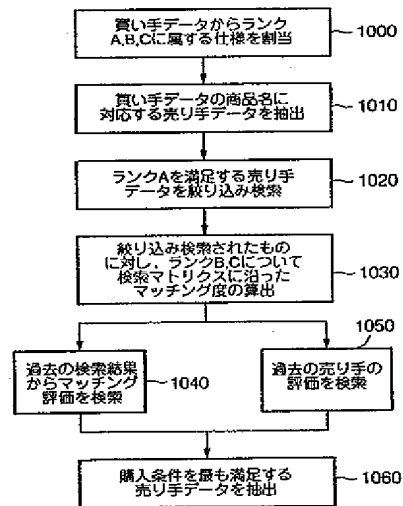 買い手データからランク
A,B,Cに属する仕様を割当
1000
買い手データの商品名に
対応する売り手データを抽出
1010
ランクAを満足する売り手
データを絞り込み検索
1020
絞り込み検索されたもの
に対し、ランクB,Cについて
検索マトリクスに沿った
マッチング度の算出
1030
過去の検索結果
からマッチング
評価を検索
1040
1050
過去の売り手の
評価を検索
購入条件を最も満足する
売り手データを抽出
1060